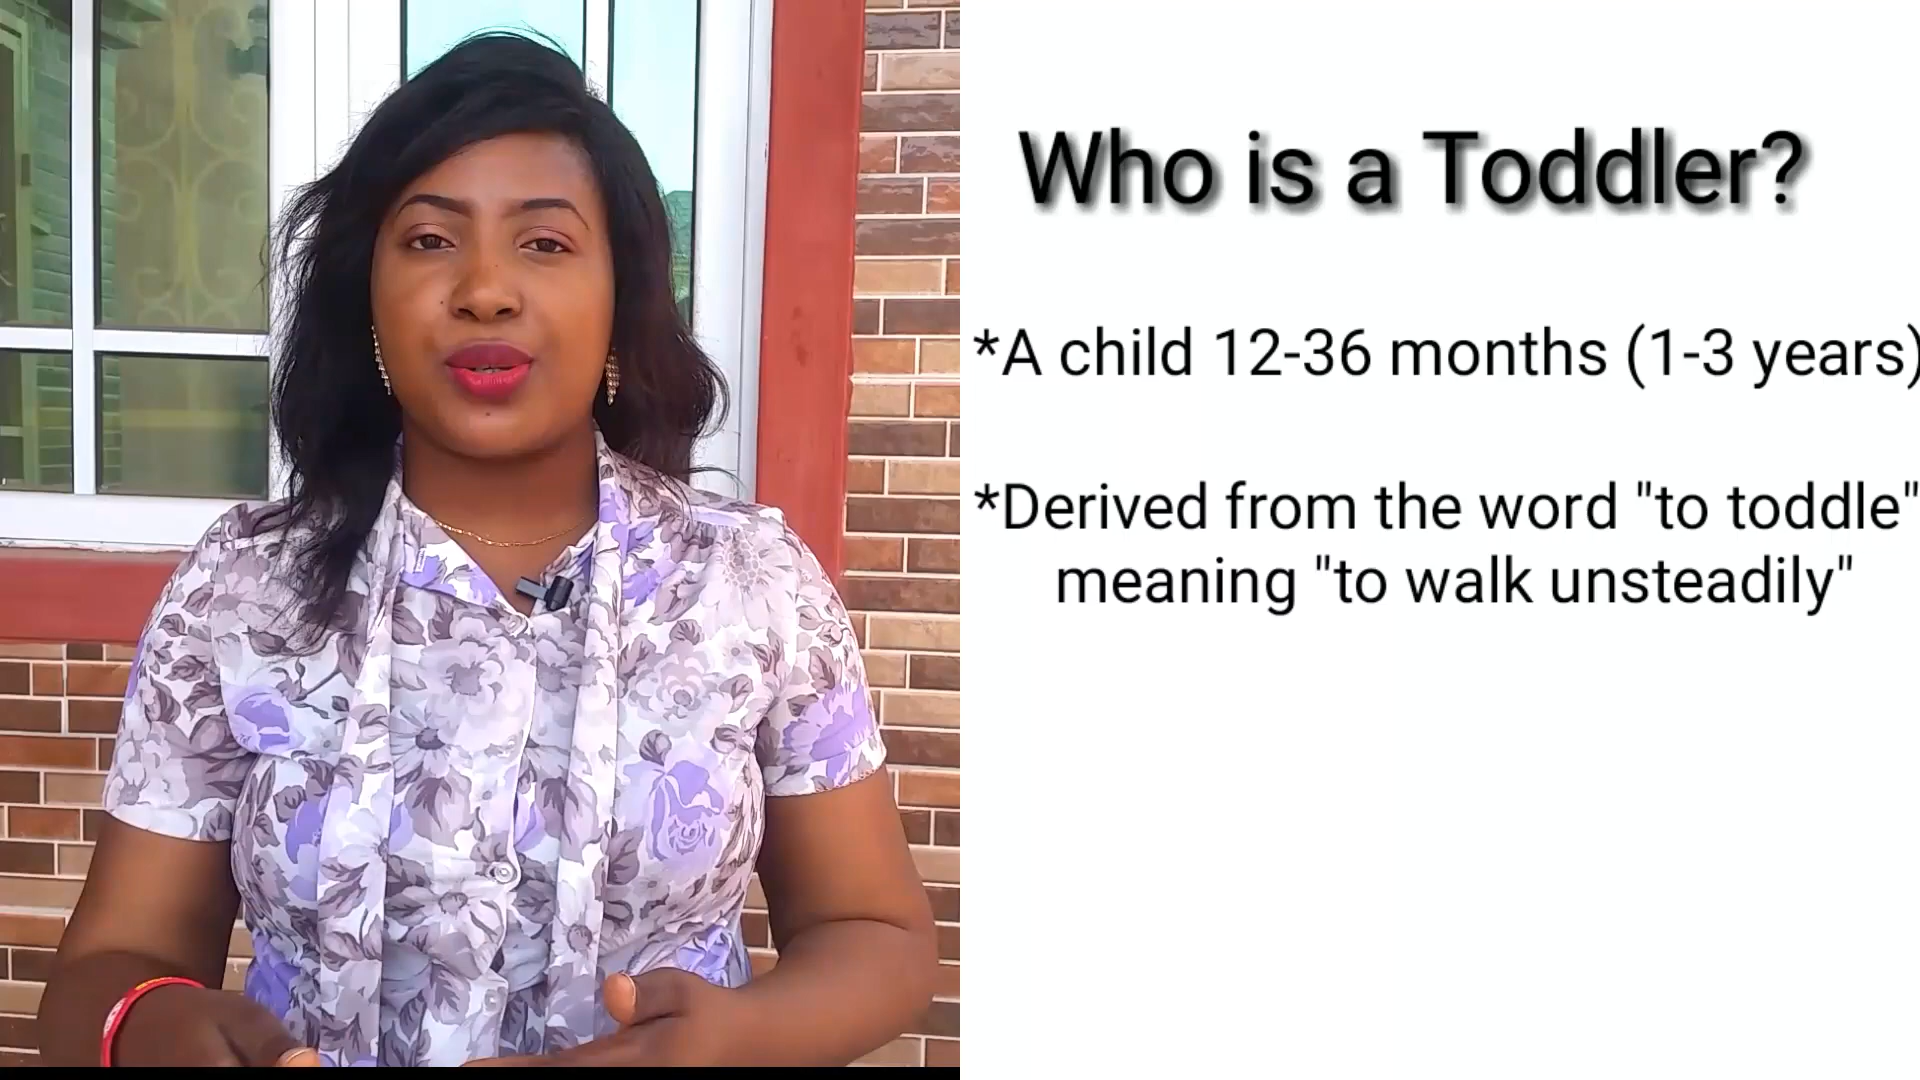 Who is a Toddler?
*A child 12-36 months (1-3 years)
*Derived from the word "to toddle"
meaning "to walk unsteadily"